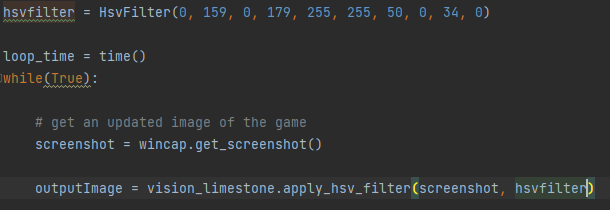 hsvfilter = HsvFilter(0, 159, 0, 179, 255, 255, 50, 0, 34, 0)
loop_time = time()
while(True):
# get an updated image of the game
screenshot = wincap.get_screenshot()
outputImage = vision_limestone.apply_hsv_filter(screenshot, hsvfilter)